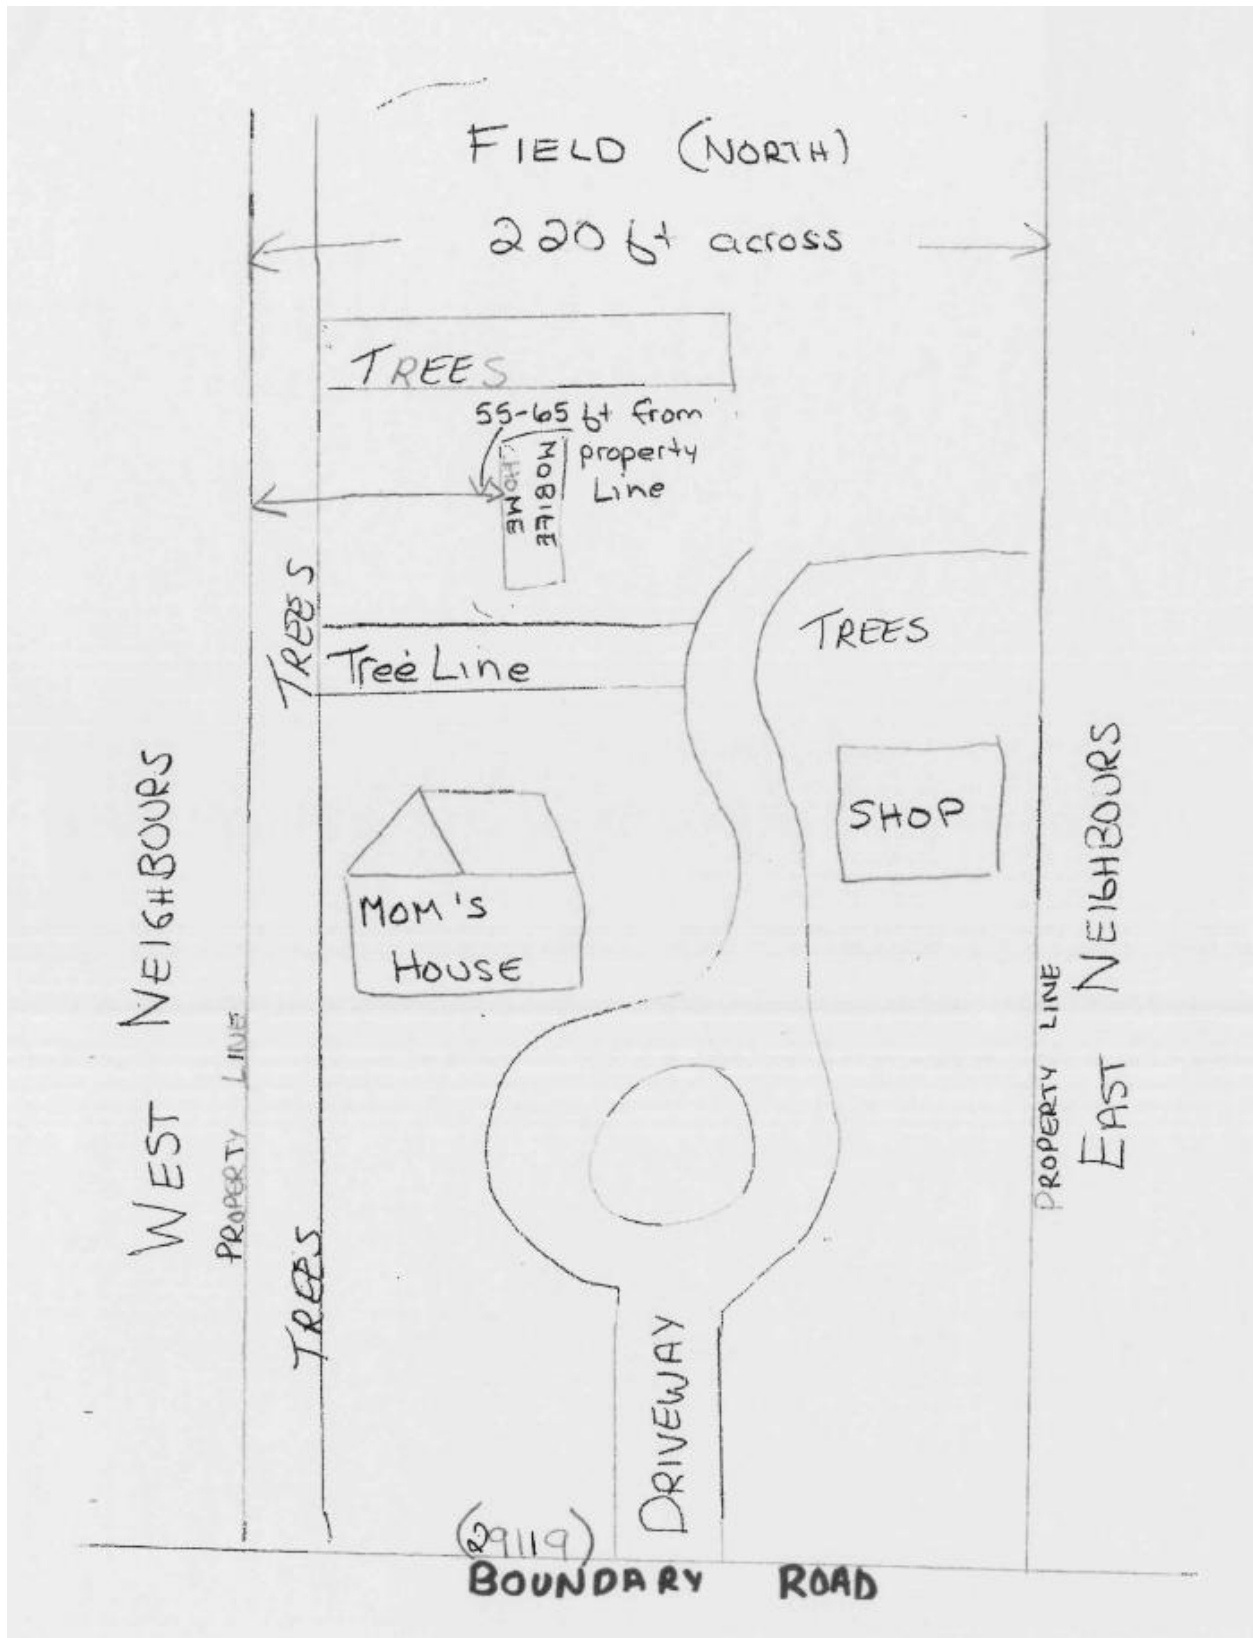 FIELD (NORTH)
220 ft across
TREES
55-65 ft from
property
Line
MOBILE
HOME
TREES
Tree Line
TREES
SHOP
MOM'S
HOUSE
WEST NEIGHBOURS
PROPERTY LINE
PROPERTY LINE
EAST NEIGHBOURS
TREES
DRIVEWAY
(29119)
BOUNDARY ROAD